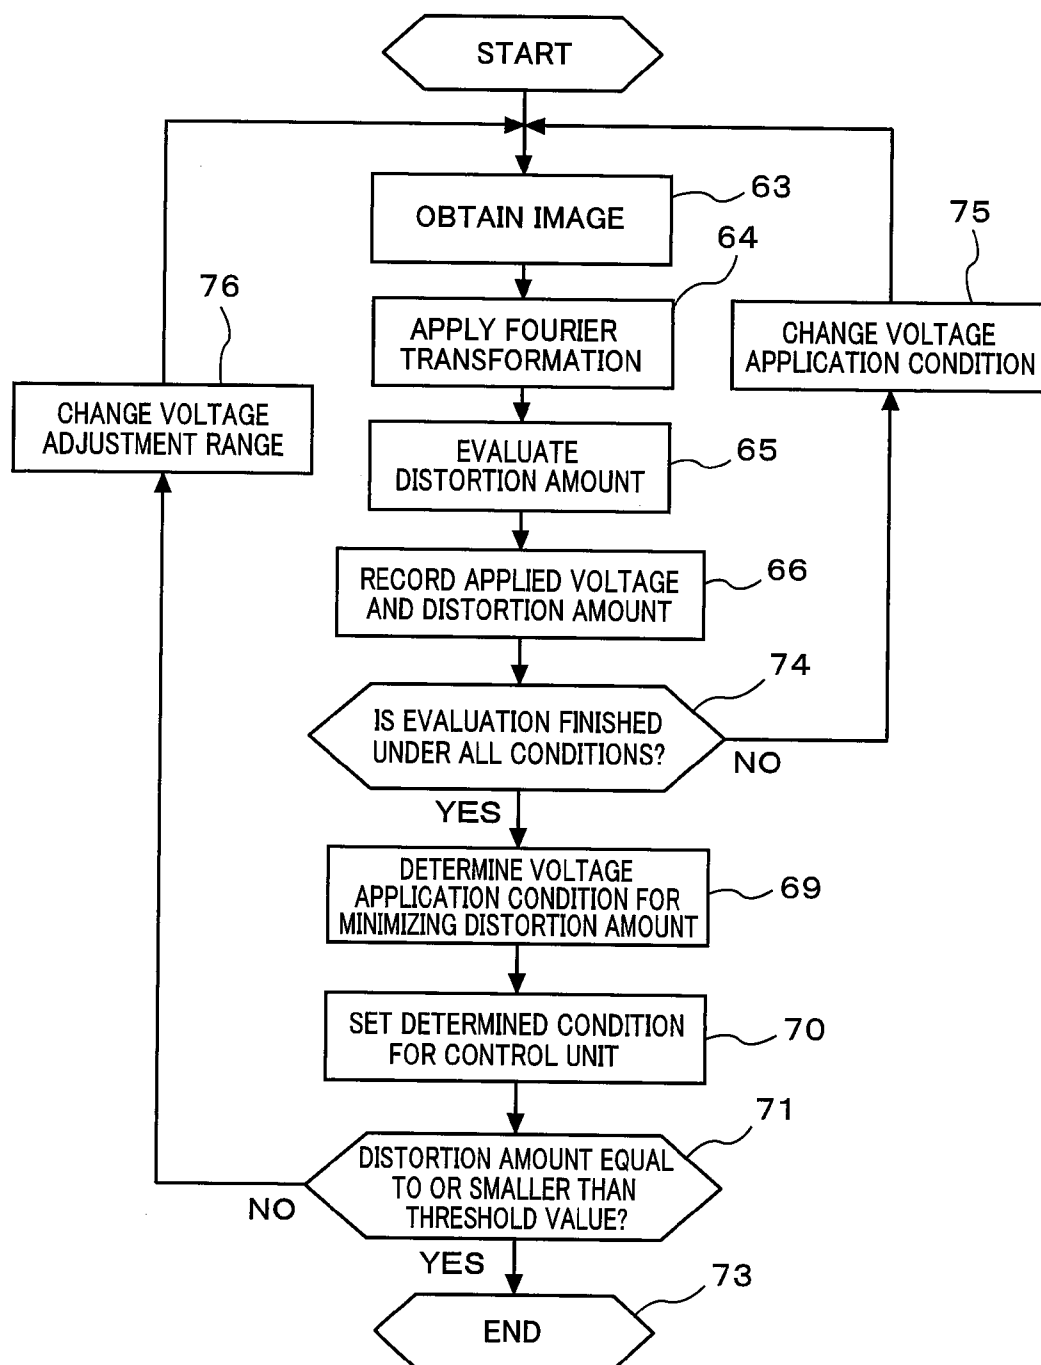 START
OBTAIN IMAGE
63
APPLY FOURIER
TRANSFORMATION
64
75
CHANGE VOLTAGE
APPLICATION CONDITION
76
CHANGE VOLTAGE
ADJUSTMENT RANGE
EVALUATE
DISTORTION AMOUNT
65
RECORD APPLIED VOLTAGE
AND DISTORTION AMOUNT
66
IS EVALUATION FINISHED
UNDER ALL CONDITIONS?
74
NO
YES
DETERMINE VOLTAGE
APPLICATION CONDITION FOR
MINIMIZING DISTORTION AMOUNT
69
SET DETERMINED CONDITION
FOR CONTROL UNIT
70
DISTORTION AMOUNT EQUAL
TO OR SMALLER THAN
THRESHOLD VALUE?
71
NO
YES
END
73